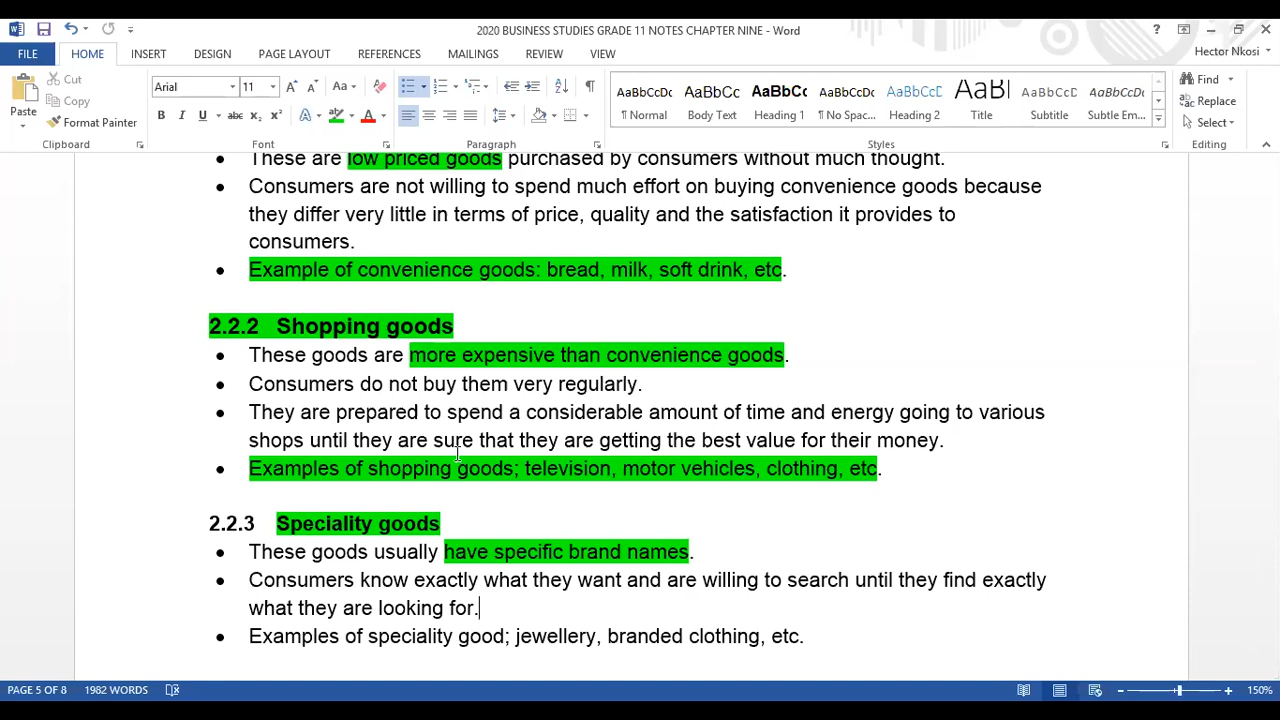 2020 BUSINESS STUDIES GRADE 11 NOTES CHAPTER NINE - Word
FILE HOME INSERT DESIGN PAGE LAYOUT REFERENCES MAILINGS REVIEW VIEW Hector Nkosi
Paste
Cut
Copy
Format Painter
Clipboard
Arial 11
Font
Paragraph
AaBbCcDc AaBbCc AaBbCc AaBbCcDc AaBbCcD AaBI AaBbCcD AaBbCcDc
¶ Normal Body Text Heading 1 ¶ No Spac... Heading 2 Title Subtitle Subtle Em...
Styles
Find
Replace
Select
Editing
• These are low priced goods purchased by consumers without much thought.
• Consumers are not willing to spend much effort on buying convenience goods because
they differ very little in terms of price, quality and the satisfaction it provides to
consumers.
• Example of convenience goods: bread, milk, soft drink, etc.
2.2.2 Shopping goods
• These goods are more expensive than convenience goods.
• Consumers do not buy them very regularly.
• They are prepared to spend a considerable amount of time and energy going to various
shops until they are sure that they are getting the best value for their money.
• Examples of shopping goods; television, motor vehicles, clothing, etc.
2.2.3 Speciality goods
• These goods usually have specific brand names.
• Consumers know exactly what they want and are willing to search until they find exactly
what they are looking for.
• Examples of speciality good; jewellery, branded clothing, etc.
PAGE 5 OF 8 1982 WORDS 150%